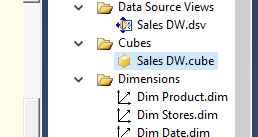 Data Source Views
Sales DW.dsv
Cubes
Sales DW.cube
Dimensions
Dim Product.dim
Dim Stores.dim
Dim Date.dim